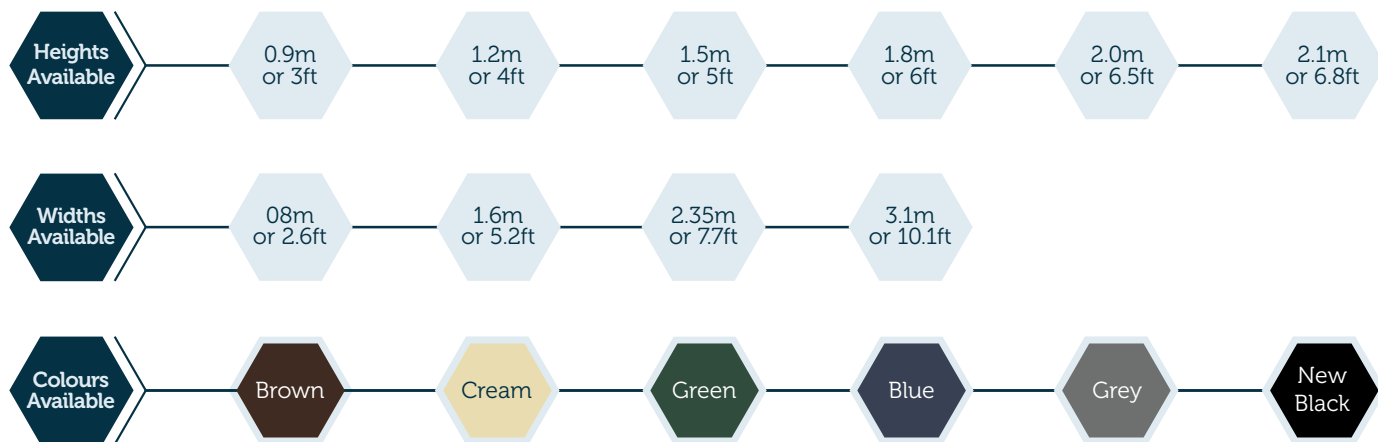 Heights
Available
0.9m
or 3ft
1.2m
or 4ft
1.5m
or 5ft
1.8m
or 6ft
2.0m
or 6.5ft
2.1m
or 6.8ft
Widths
Available
08m
or 2.6ft
1.6m
or 5.2ft
2.35m
or 7.7ft
3.1m
or 10.1ft
Colours
Available
Brown
Cream
Green
Blue
Grey
New
Black